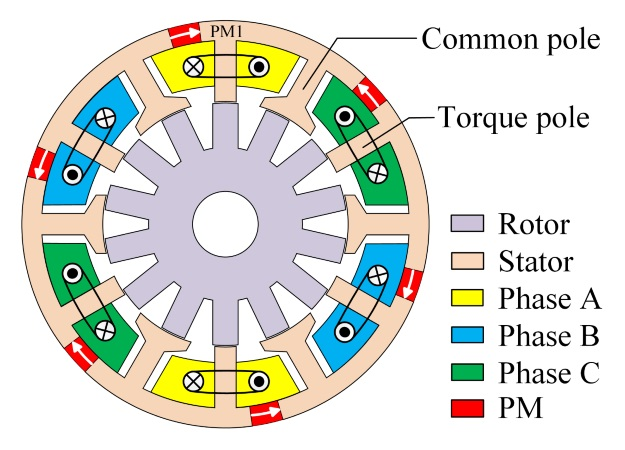 PM1
Common pole
Torque pole
Rotor
Stator
Phase A
Phase B
Phase C
PM